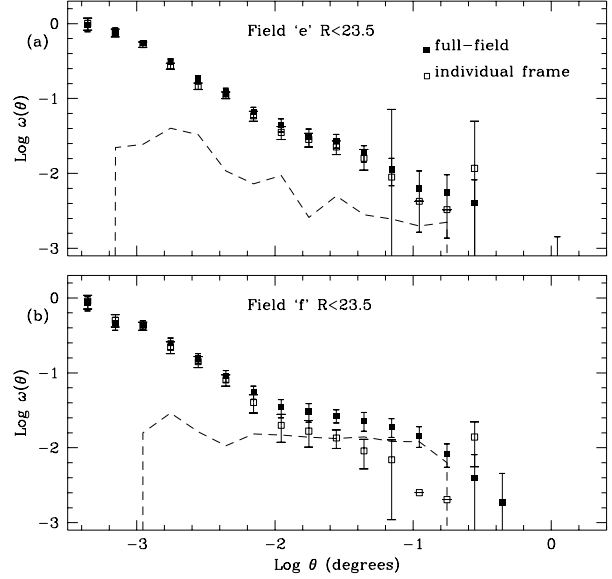 Field 'e' R<23.5
(a)
full-field
individual frame
0
-1
-2
-3
Log ω(θ)
Field 'f' R<23.5
(b)
0
-1
-2
-3
Log ω(θ)
-3 -2 -1 0
Log θ (degrees)